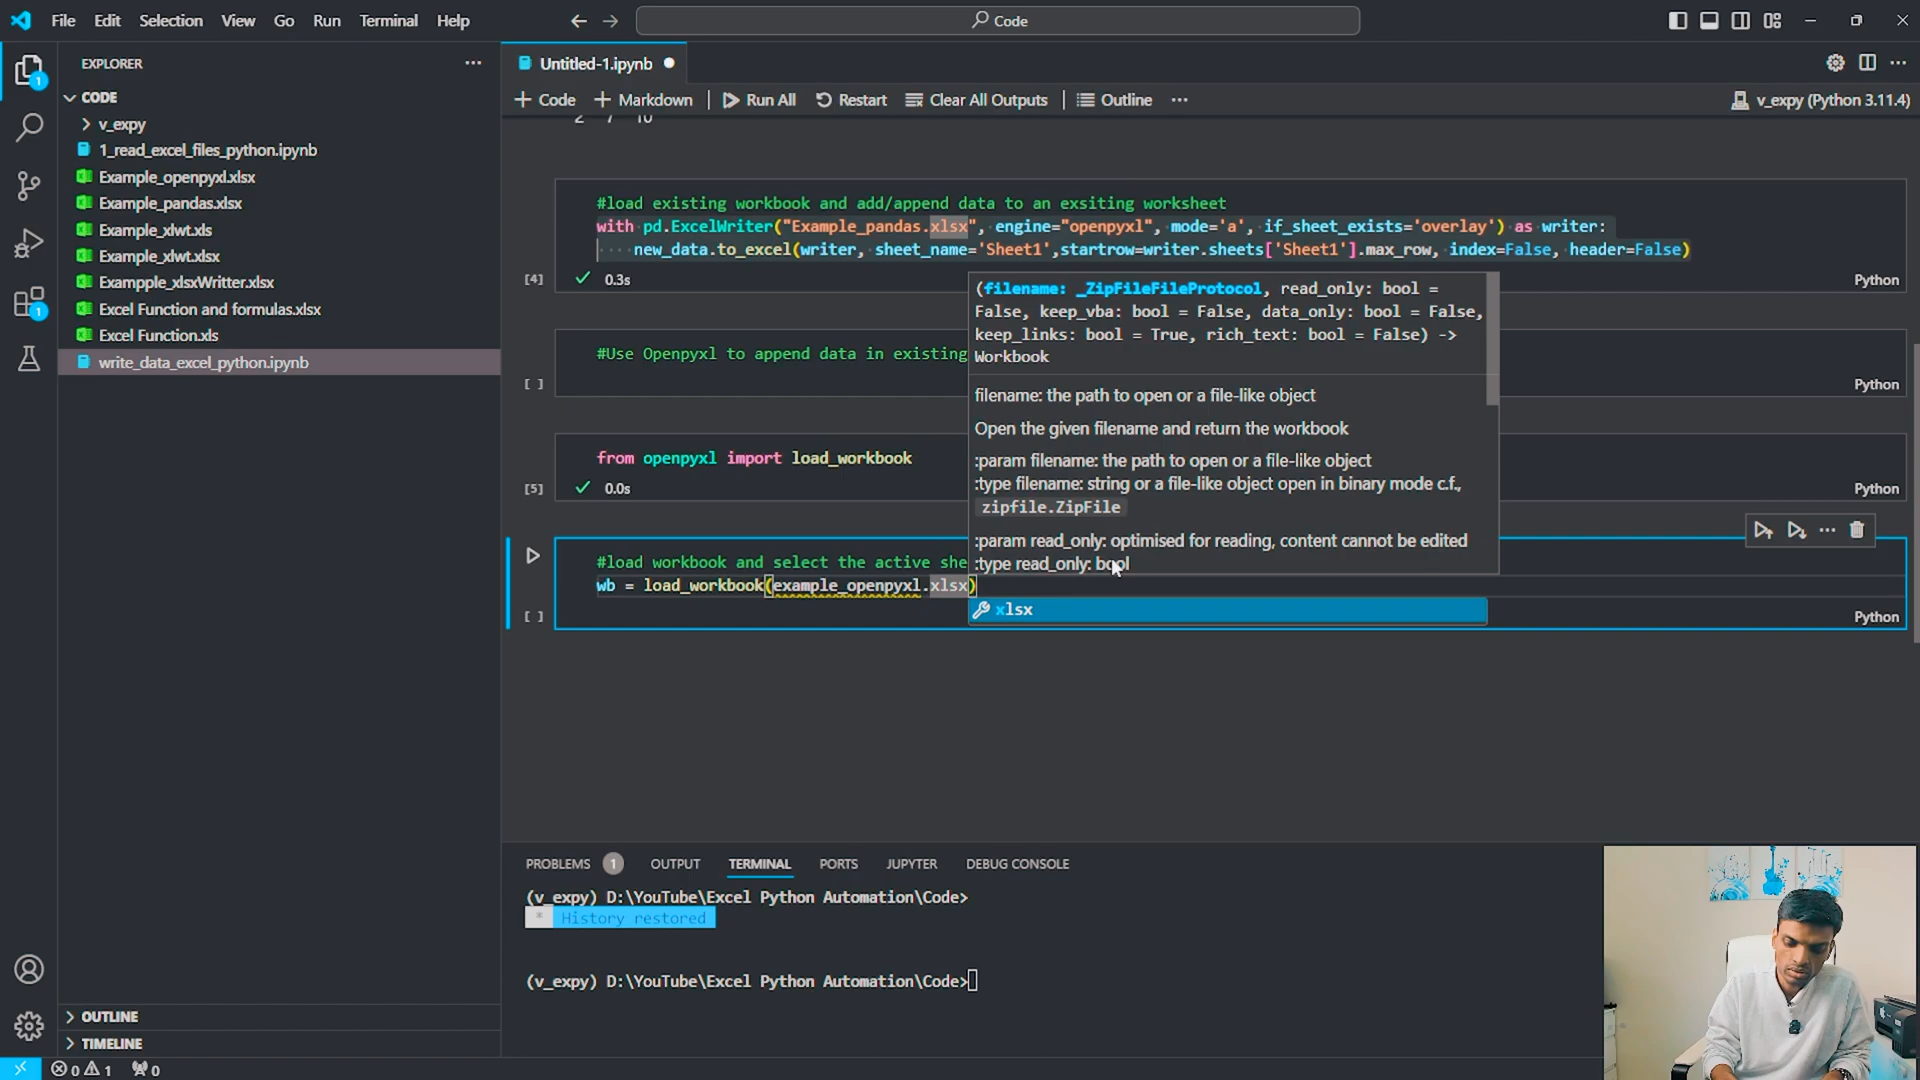 File Edit Selection View Go Run Terminal Help
Code
EXPLORER
CODE
v_expy
1_read_excel_files_python.ipynb
Example_openpyxl.xlsx
Example_pandas.xlsx
Example_xlwt.xls
Example_xlwt.xlsx
Exampple_xlsxWritter.xlsx
Excel Function and formulas.xlsx
Excel Function.xls
write_data_excel_python.ipynb
OUTLINE
TIMELINE
Untitled-1.ipynb
Code Markdown Run All Restart Clear All Outputs Outline ...
v_expy (Python 3.11.4)
2 7 10
#load existing workbook and add/append data to an exsiting worksheet
with pd.ExcelWriter("Example_pandas.xlsx", engine="openpyxl", mode='a', if_sheet_exists='overlay') as writer:
new_data.to_excel(writer, sheet_name='Sheet1',startrow=writer.sheets['Sheet1'].max_row, index=False, header=False)
[4] 0.3s
Python
(filename: _ZipFileFileProtocol, read_only: bool =
False, keep_vba: bool = False, data_only: bool = False,
keep_links: bool = True, rich_text: bool = False) ->
Workbook
filename: the path to open or a file-like object
Open the given filename and return the workbook
:param filename: the path to open or a file-like object
:type filename: string or a file-like object open in binary mode c.f.,
zipfile.ZipFile
:param read_only: optimised for reading, content cannot be edited
:type read_only: bool
#Use Openpyxl to append data in existing
[ ]
Python
from openpyxl import load_workbook
[5] 0.0s
Python
#load workbook and select the active she
wb = load_workbook(example_openpyxl.xlsx)
xlsx
[ ]
Python
PROBLEMS 1 OUTPUT TERMINAL PORTS JUPYTER DEBUG CONSOLE
(v_expy) D:\YouTube\Excel Python Automation\Code>
* History restored
(v_expy) D:\YouTube\Excel Python Automation\Code>
0 1 0
1
1